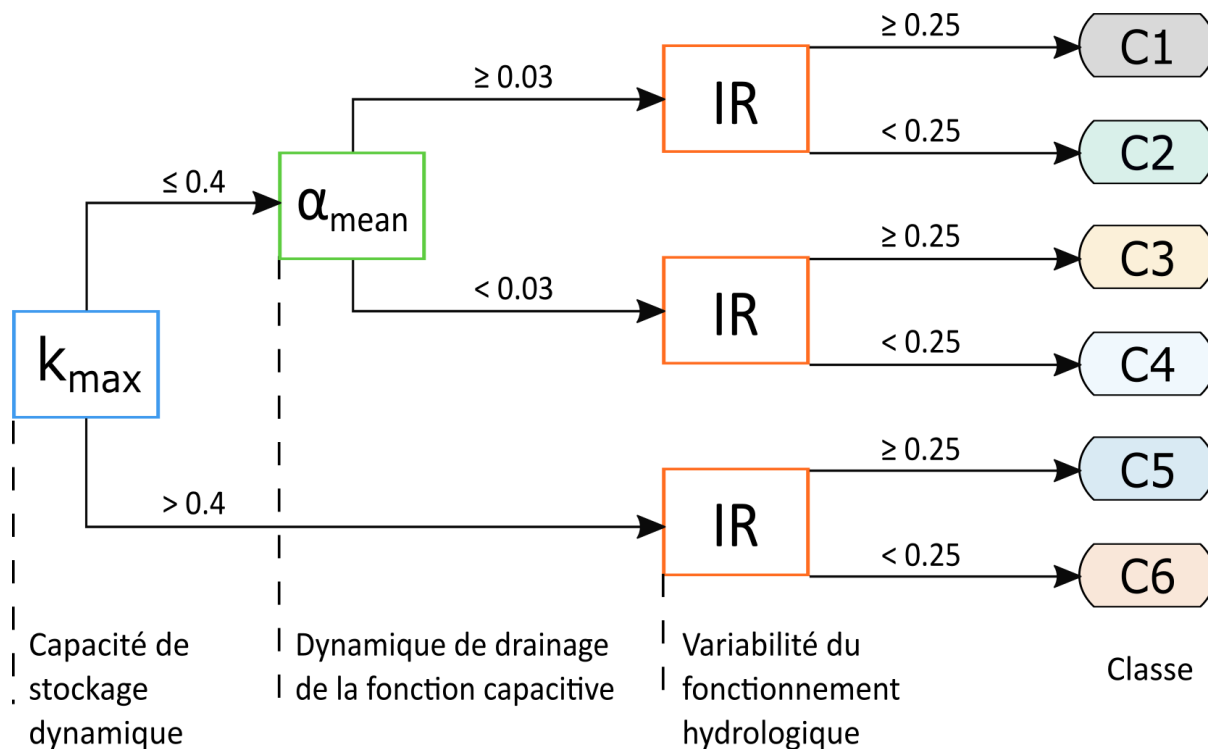 ≥ 0.25
C1
≥ 0.03
IR
< 0.25
C2
≤ 0.4
αmean
≥ 0.25
C3
< 0.03
IR
< 0.25
C4
kmax
≥ 0.25
C5
> 0.4
IR
< 0.25
C6
Capacité de
stockage
dynamique
Dynamique de drainage
de la fonction capacitive
Variabilité du
fonctionnement
hydrologique
Classe